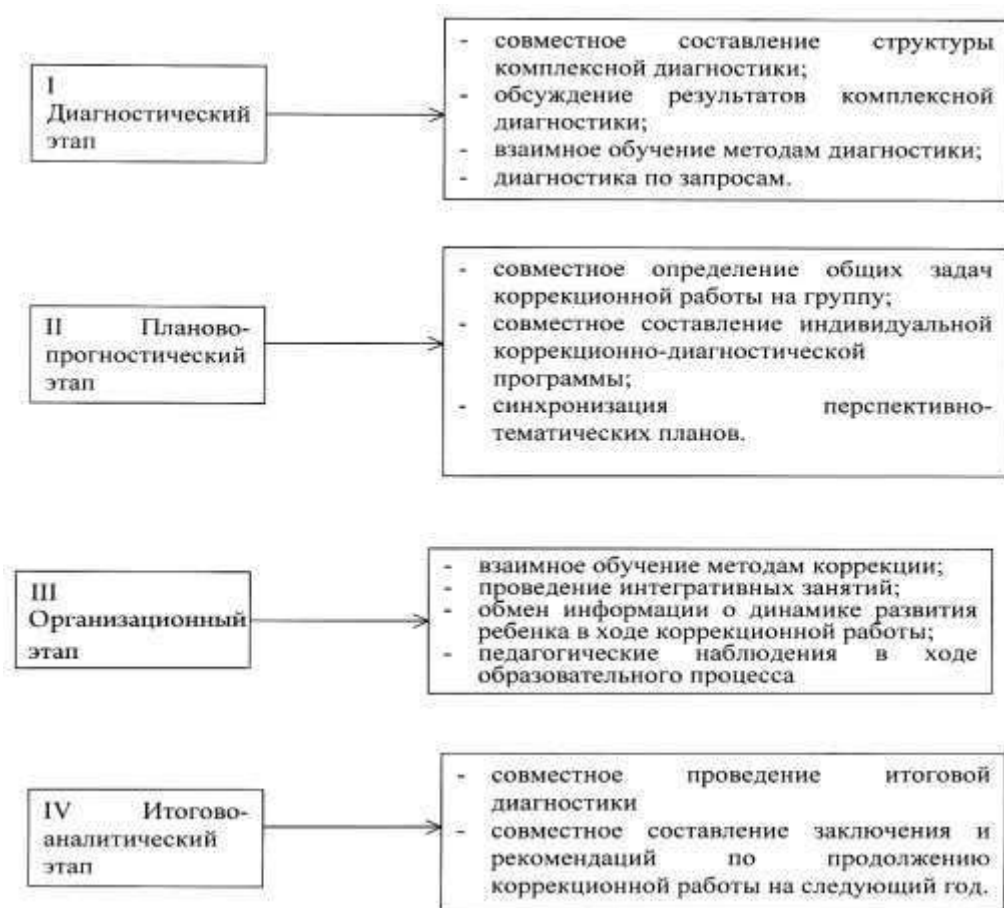 I
Диагностический
этап
- совместное составление структуры
комплексной диагностики;
- обсуждение результатов комплексной
диагностики;
- взаимное обучение методам диагностики;
- диагностика по запросам.
II Планово-
прогностический
этап
- совместное определение общих задач
коррекционной работы на группу;
- совместное составление индивидуальной
коррекционно-диагностической
программы;
- синхронизация перспективно-
тематических планов.
III
Организационный
этап
- взаимное обучение методам коррекции;
- проведение интегративных занятий;
- обмен информации о динамике развития
ребенка в ходе коррекционной работы;
- педагогические наблюдения в ходе
образовательного процесса
IV Итогово-
аналитический
этап
- совместное проведение итоговой
диагностики
- совместное составление заключения и
рекомендаций по продолжению
коррекционной работы на следующий год.